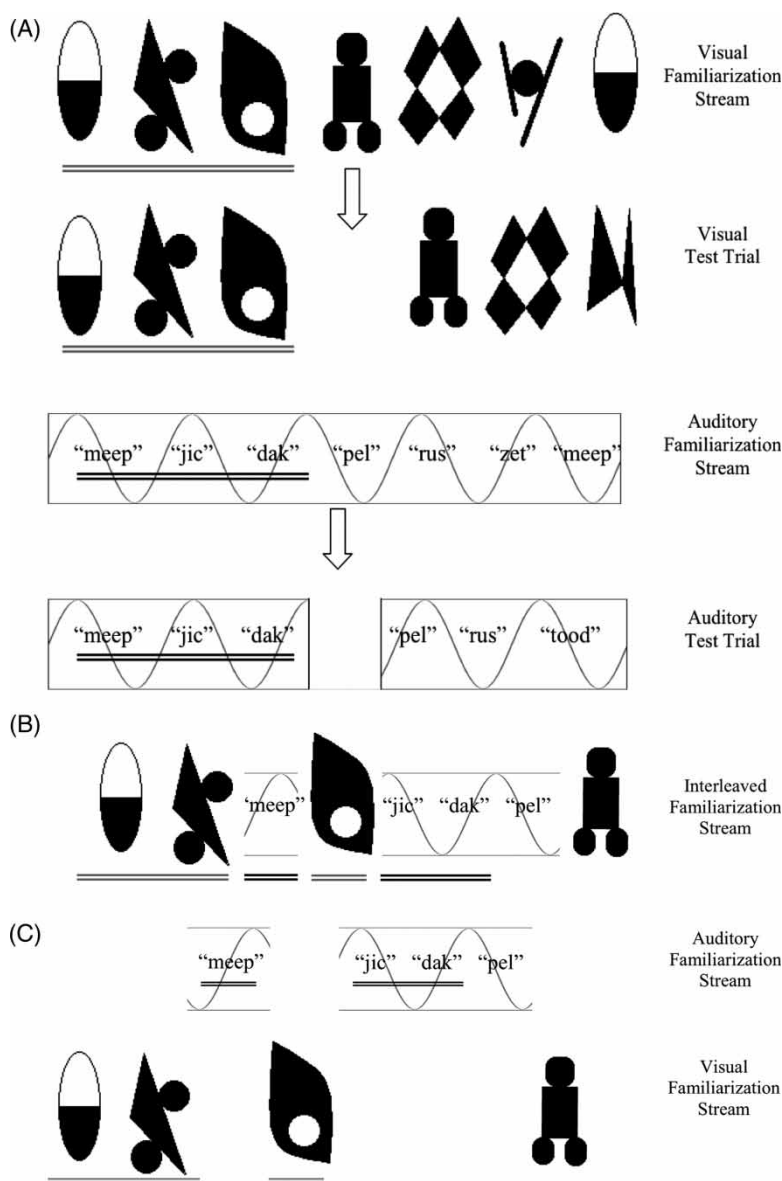 (A)
Visual
Familiarization
Stream
Visual
Test Trial
“meep” “jic” “dak” “pel” “rus” “zet” “meep”
Auditory
Familiarization
Stream
“meep” “jic” “dak” “pel” “rus” “tood”
Auditory
Test Trial
(B)
‘meep” “jic” “dak” “pel”
Interleaved
Familiarization
Stream
(C)
“meep” “jic” “dak” “pel”
Auditory
Familiarization
Stream
Visual
Familiarization
Stream